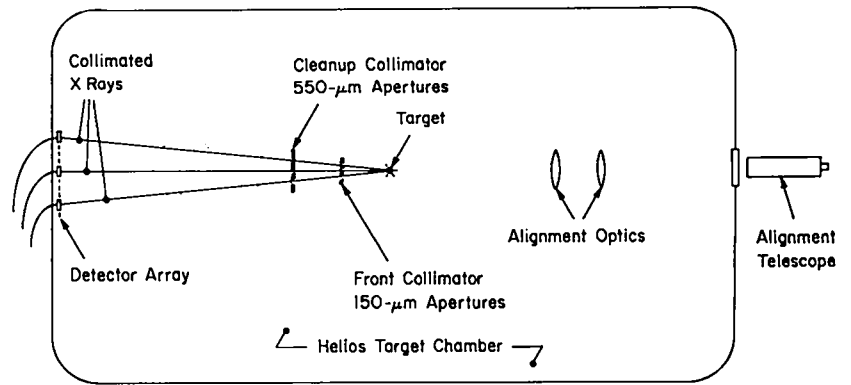 Collimated
X Rays
Cleanup Collimator
550-μm Apertures
Target
Alignment Optics
Alignment
Telescope
Detector Array
Front Collimator
150-μm Apertures
Helios Target Chamber